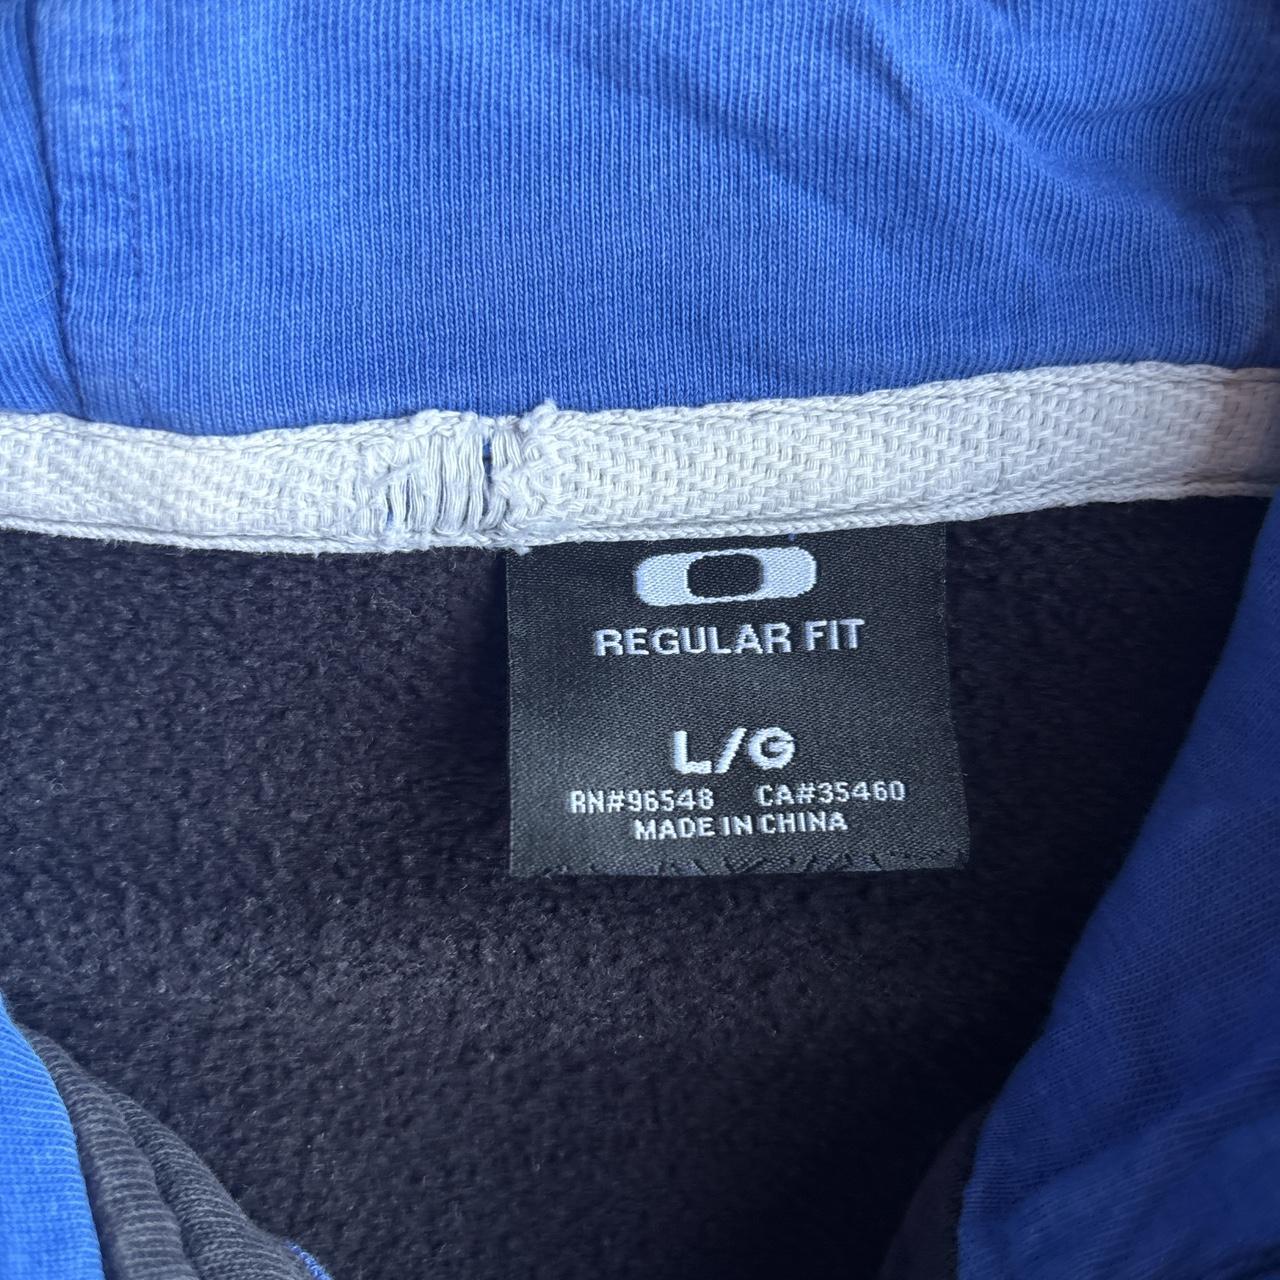 REGULAR FIT
L/G
RN#96548 CA#35460
MADE IN CHINA